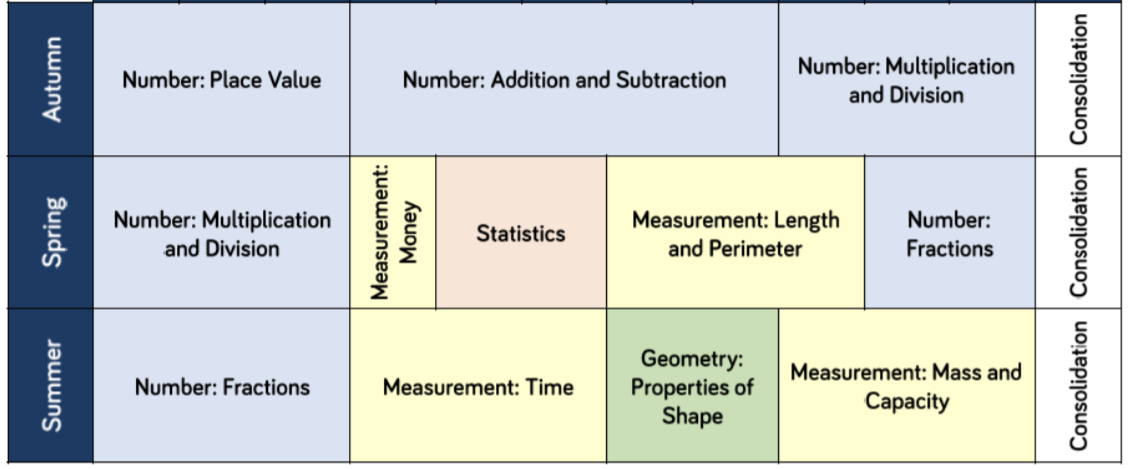 Autumn
Number: Place Value
Number: Addition and Subtraction
Number: Multiplication
and Division
Consolidation
Spring
Number: Multiplication
and Division
Measurement:
Money
Statistics
Measurement: Length
and Perimeter
Number:
Fractions
Consolidation
Summer
Number: Fractions
Measurement: Time
Geometry:
Properties of
Shape
Measurement: Mass and
Capacity
Consolidation